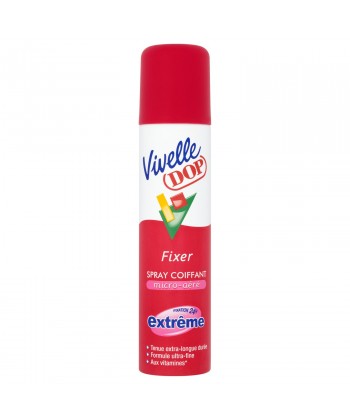 Vivelle
DOP
Fixer
SPRAY COIFFANT
micro-aéré
FIXATION 24H
extrême
• Tenue extra-longue durée
• Formule ultra-fine
• Aux vitamines*